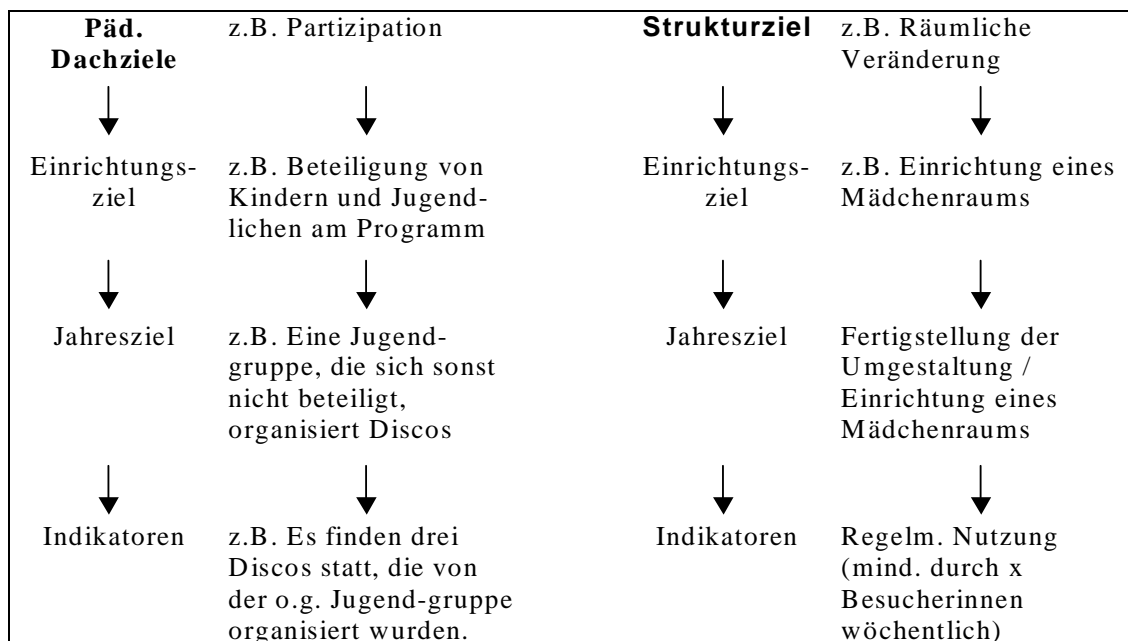 Päd.
Dachziele
z.B. Partizipation
Strukturziel
z.B. Räumliche
Veränderung
Einrichtungs-
ziel
z.B. Beteiligung von
Kindern und Jugend-
lichen am Programm
Einrichtungs-
ziel
z.B. Einrichtung eines
Mädchenraums
Jahresziel
z.B. Eine Jugend-
gruppe, die sich sonst
nicht beteiligt,
organisiert Discos
Jahresziel
Fertigstellung der
Umgestaltung /
Einrichtung eines
Mädchenraums
Indikatoren
z.B. Es finden drei
Discos statt, die von
der o.g. Jugend-gruppe
organisiert wurden.
Indikatoren
Regelm. Nutzung
(mind. durch x
Besucherinnen
wöchentlich)